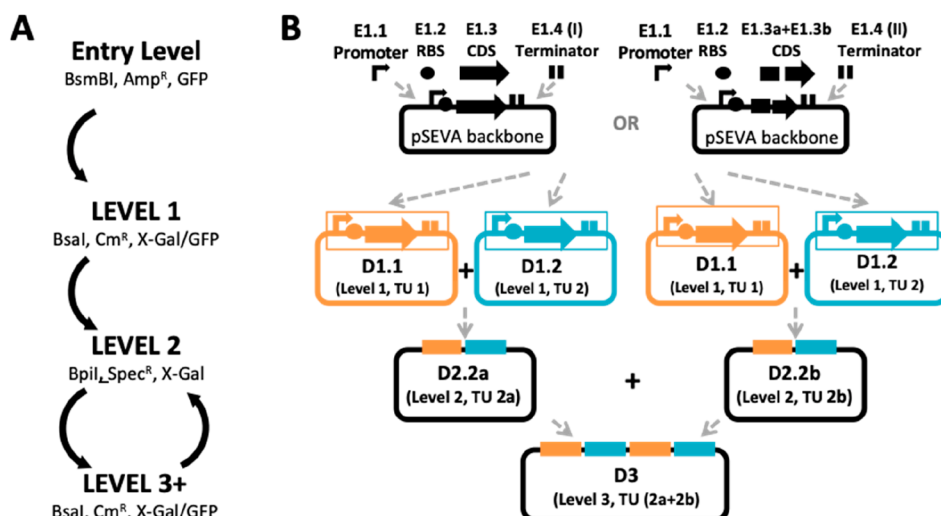 A
Entry Level
BsmBI, Amp^R, GFP
LEVEL 1
BsaI, Cm^R, X-Gal/GFP
LEVEL 2
BpiI, Spec^R, X-Gal
LEVEL 3+
BsaI, Cm^R, X-Gal/GFP
B
E1.1 E1.2 E1.3 E1.4 (I)
Promoter RBS CDS Terminator
pSEVA backbone
OR
E1.1 E1.2 E1.3a+E1.3b E1.4 (II)
Promoter RBS CDS Terminator
pSEVA backbone
D1.1 + D1.2
(Level 1, TU 1) (Level 1, TU 2)
D1.1 + D1.2
(Level 1, TU 1) (Level 1, TU 2)
D2.2a + D2.2b
(Level 2, TU 2a) (Level 2, TU 2b)
D3
(Level 3, TU (2a+2b)